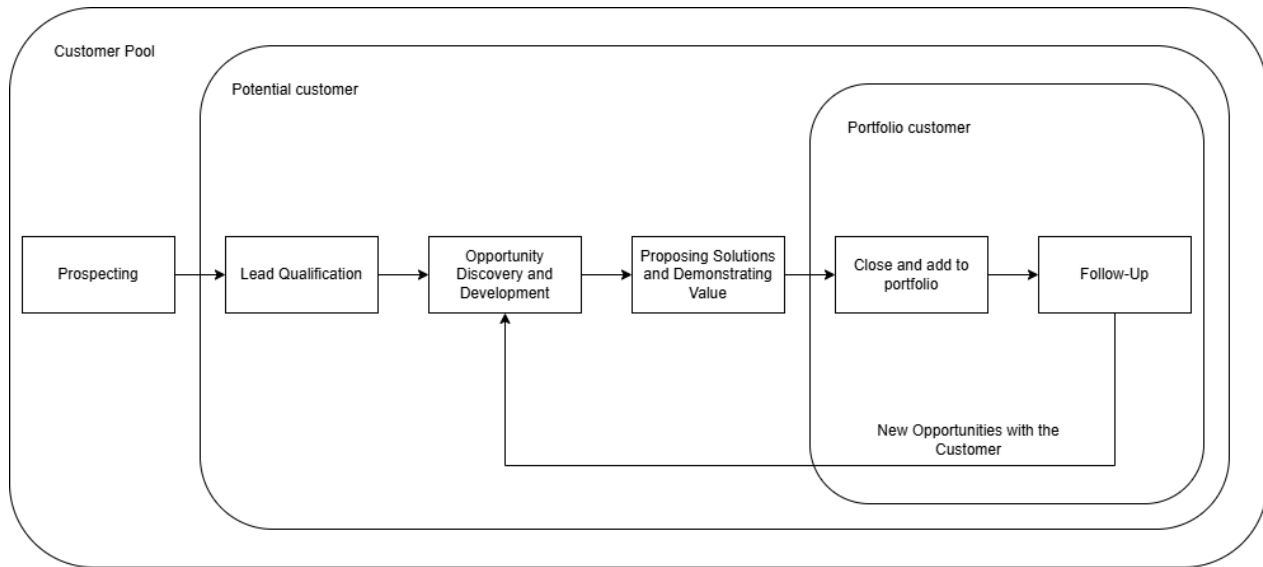 Customer Pool
Potential customer
Portfolio customer
Prospecting
Lead Qualification
Opportunity
Discovery and
Development
Proposing Solutions
and Demonstrating
Value
Close and add to
portfolio
Follow-Up
New Opportunities with the
Customer